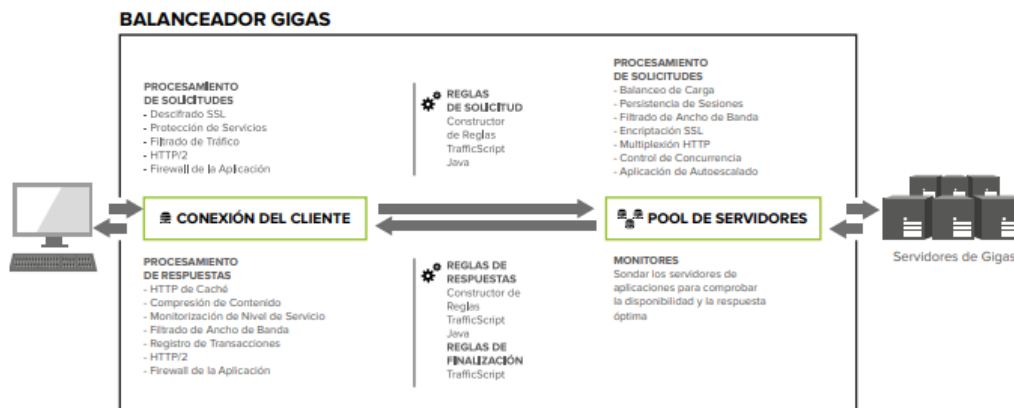 BALANCEADOR GIGAS
PROCESAMIENTO
DE SOLICITUDES
- Descifrado SSL
- Protección de Servicios
- Filtrado de Tráfico
- HTTP/2
- Firewall de la Aplicación
REGLAS
DE SOLICITUD
Constructor
de Reglas
TrafficScript
Java
PROCESAMIENTO
DE SOLICITUDES
- Balanceo de Carga
- Persistencia de Sesiones
- Filtrado de Ancho de Banda
- Encriptación SSL
- Multiplexión HTTP
- Control de Concurrencia
- Aplicación de Autoescalado
CONEXIÓN DEL CLIENTE
POOL DE SERVIDORES
Servidores de Gigas
PROCESAMIENTO
DE RESPUESTAS
- HTTP de Caché
- Compresión de Contenido
- Monitorización de Nivel de Servicio
- Filtrado de Ancho de Banda
- Registro de Transacciones
- HTTP/2
- Firewall de la Aplicación
REGLAS DE
RESPUESTAS
Constructor de
Reglas
TrafficScript
Java
REGLAS DE
FINALIZACIÓN
TrafficScript
MONITORES
Sondar los servidores de
aplicaciones para comprobar
la disponibilidad y la respuesta
óptima